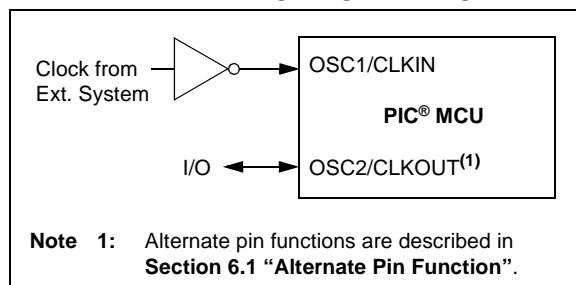 Clock from
Ext. System
OSC1/CLKIN
PIC® MCU
I/O
OSC2/CLKOUT(1)
Note 1: Alternate pin functions are described in
Section 6.1 “Alternate Pin Function”.